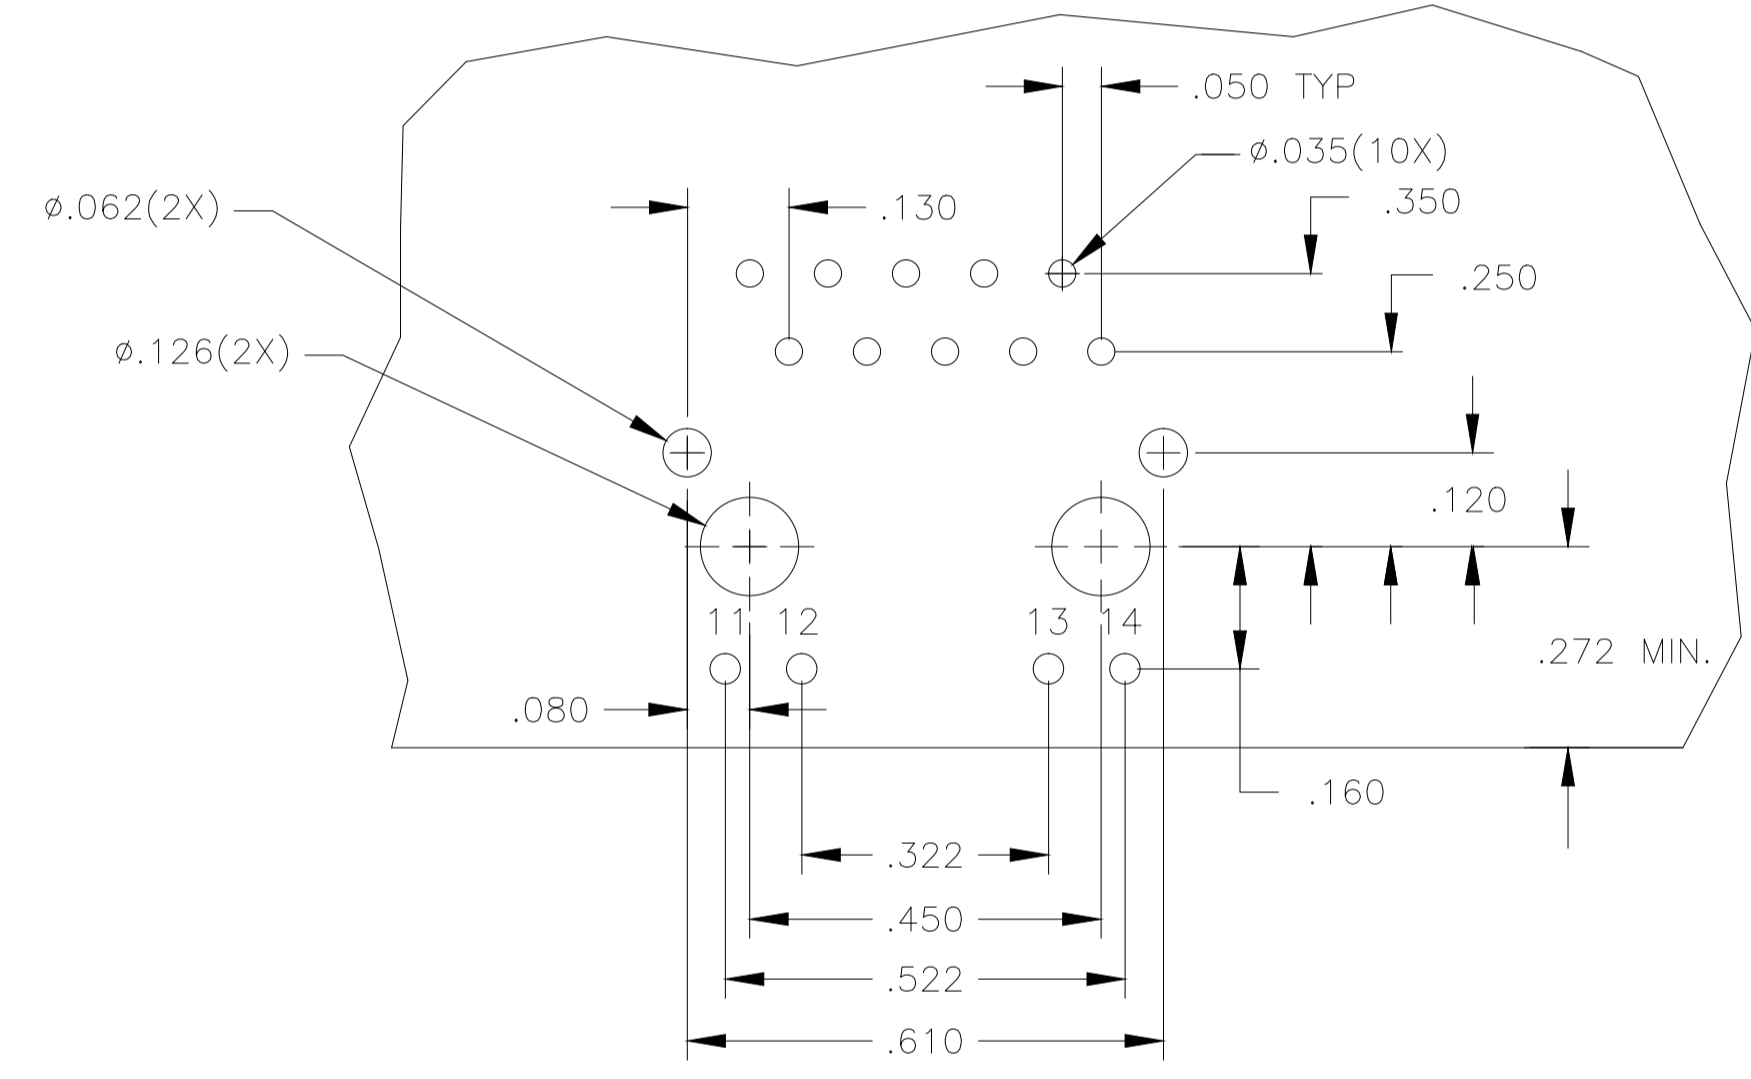 .050 TYP
ø.035(10X)
ø.062(2X)
.130
.350
.250
ø.126(2X)
.120
11 12 13 14
.272 MIN.
.080
.160
.322
.450
.522
.610